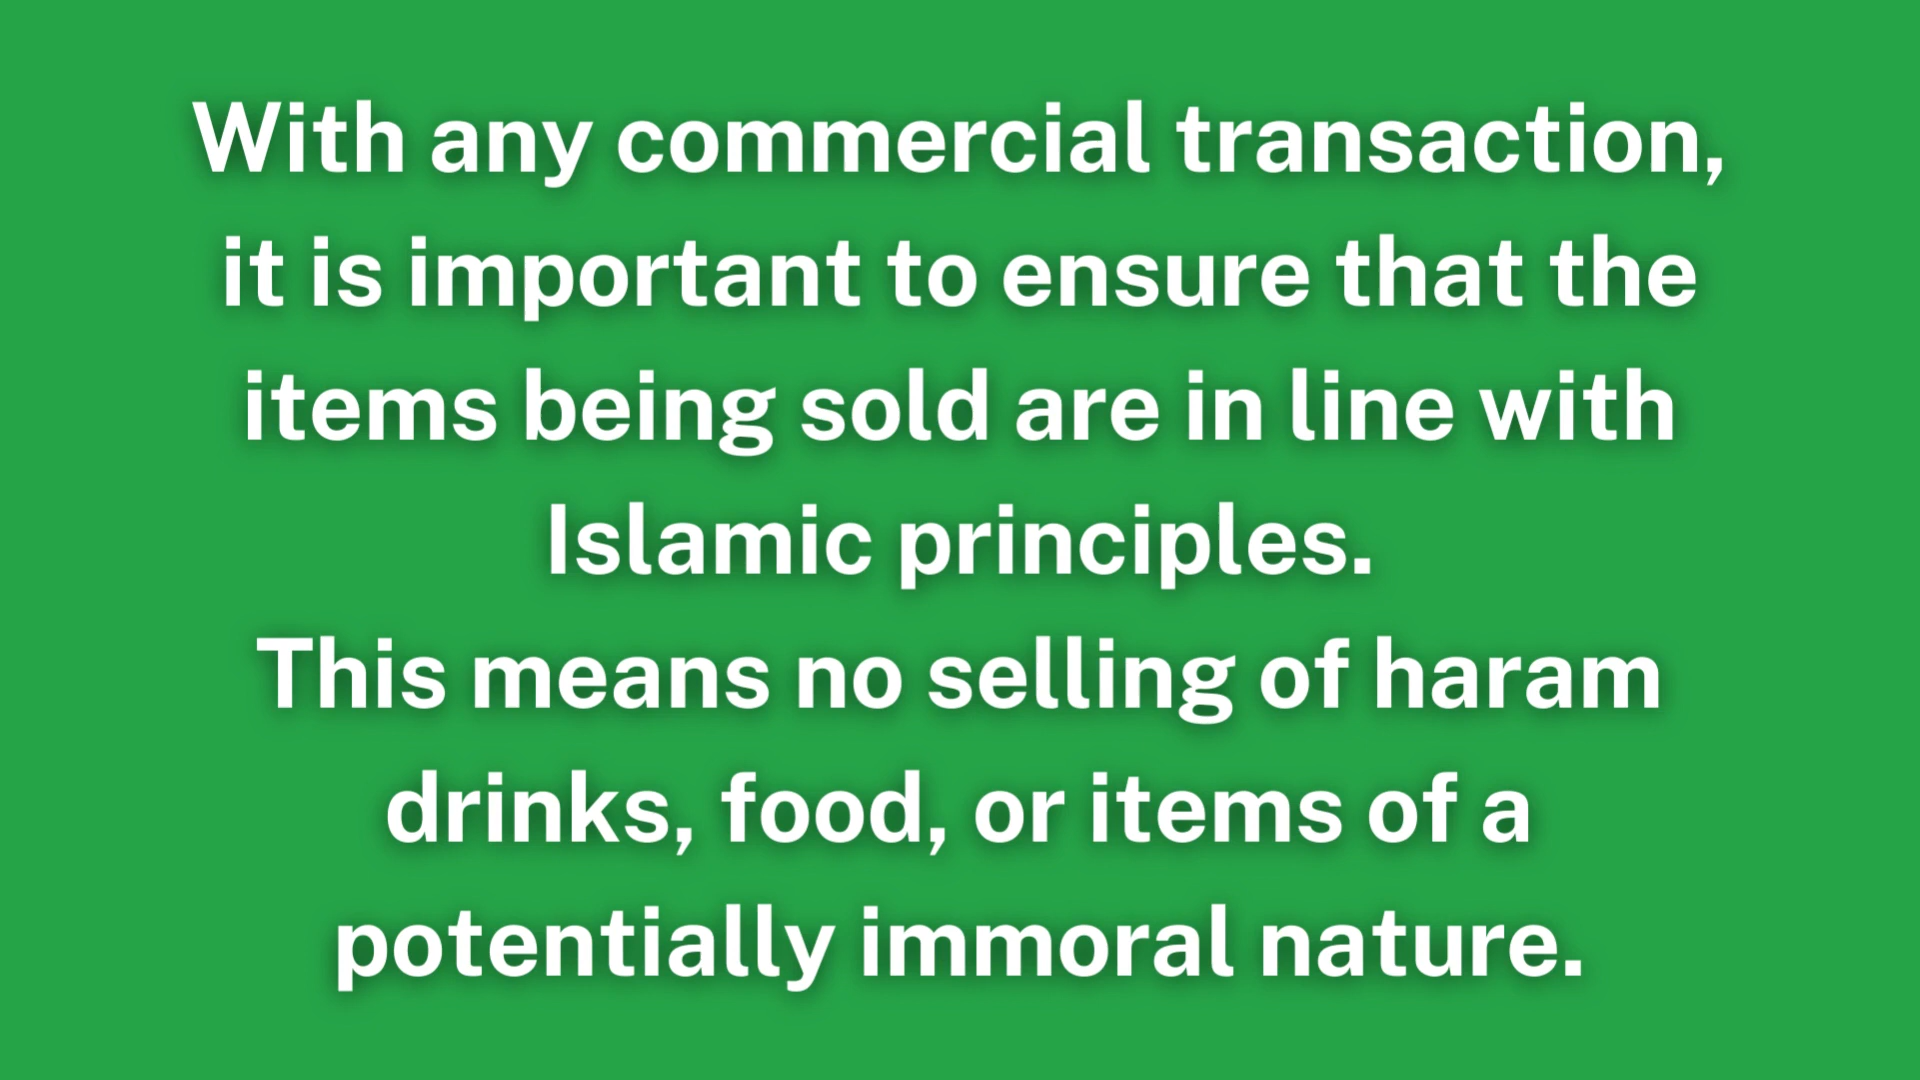 With any commercial transaction,
it is important to ensure that the
items being sold are in line with
Islamic principles.
This means no selling of haram
drinks, food, or items of a
potentially immoral nature.